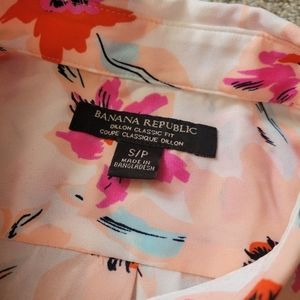 BANANA REPUBLIC
DILLON CLASSIC FIT
COUPE CLASSIQUE DILLON
S/P
MADE IN
BANGLADESH